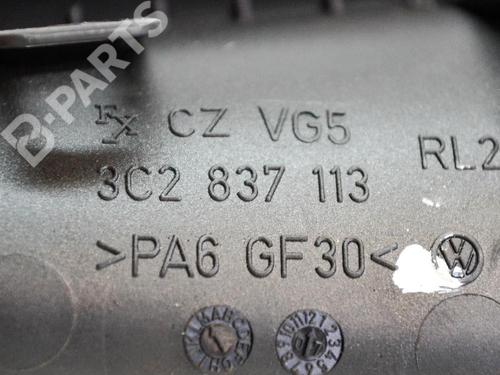 B-PARTS
CZ VG5
RL2
3C2 837 113
>PA6 GF30<